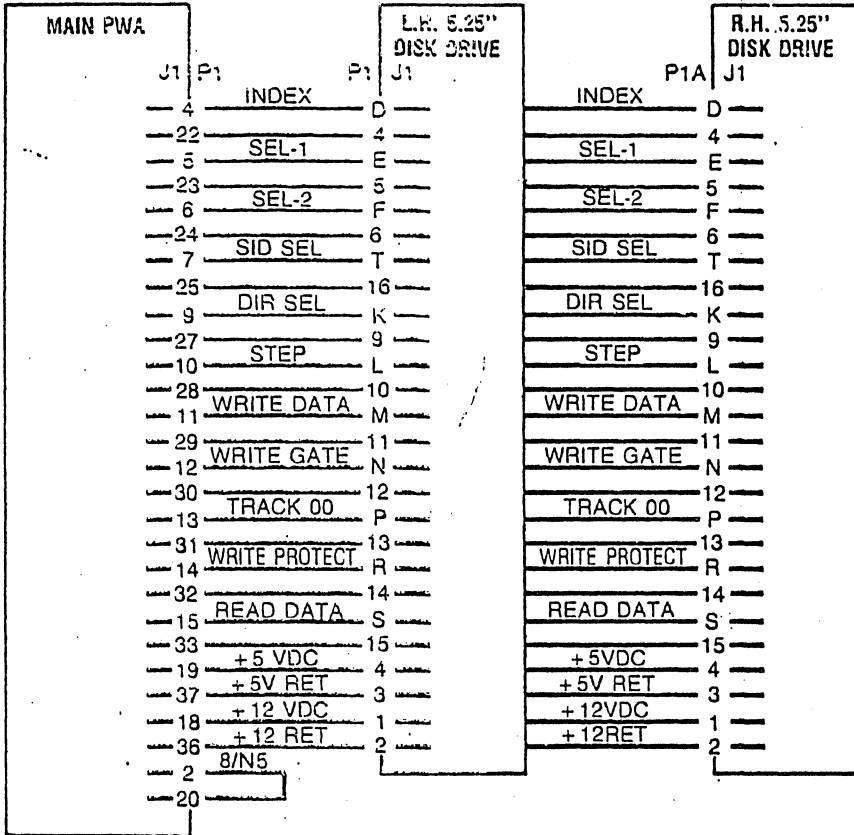 MAIN PWA L.H. 5.25" R.H. 5.25"
DISK DRIVE DISK DRIVE
J1 P1 P1 J1 P1A J1
4 INDEX D INDEX D
22 4 4
5 SEL-1 E SEL-1 E
23 5 5
6 SEL-2 F SEL-2 F
24 6 6
7 SID SEL T SID SEL T
25 16 16
9 DIR SEL K DIR SEL K
27 9 9
10 STEP L STEP L
28 10 10
11 WRITE DATA M WRITE DATA M
29 11 11
12 WRITE GATE N WRITE GATE N
30 12 12
13 TRACK 00 P TRACK 00 P
31 13 13
14 WRITE PROTECT R WRITE PROTECT R
32 14 14
15 READ DATA S READ DATA S
33 15 15
19 +5 VDC 4 +5VDC 4
37 +5V RET 3 +5V RET 3
18 +12 VDC 1 +12VDC 1
36 +12 RET 2 +12RET 2
2 8/N5
20